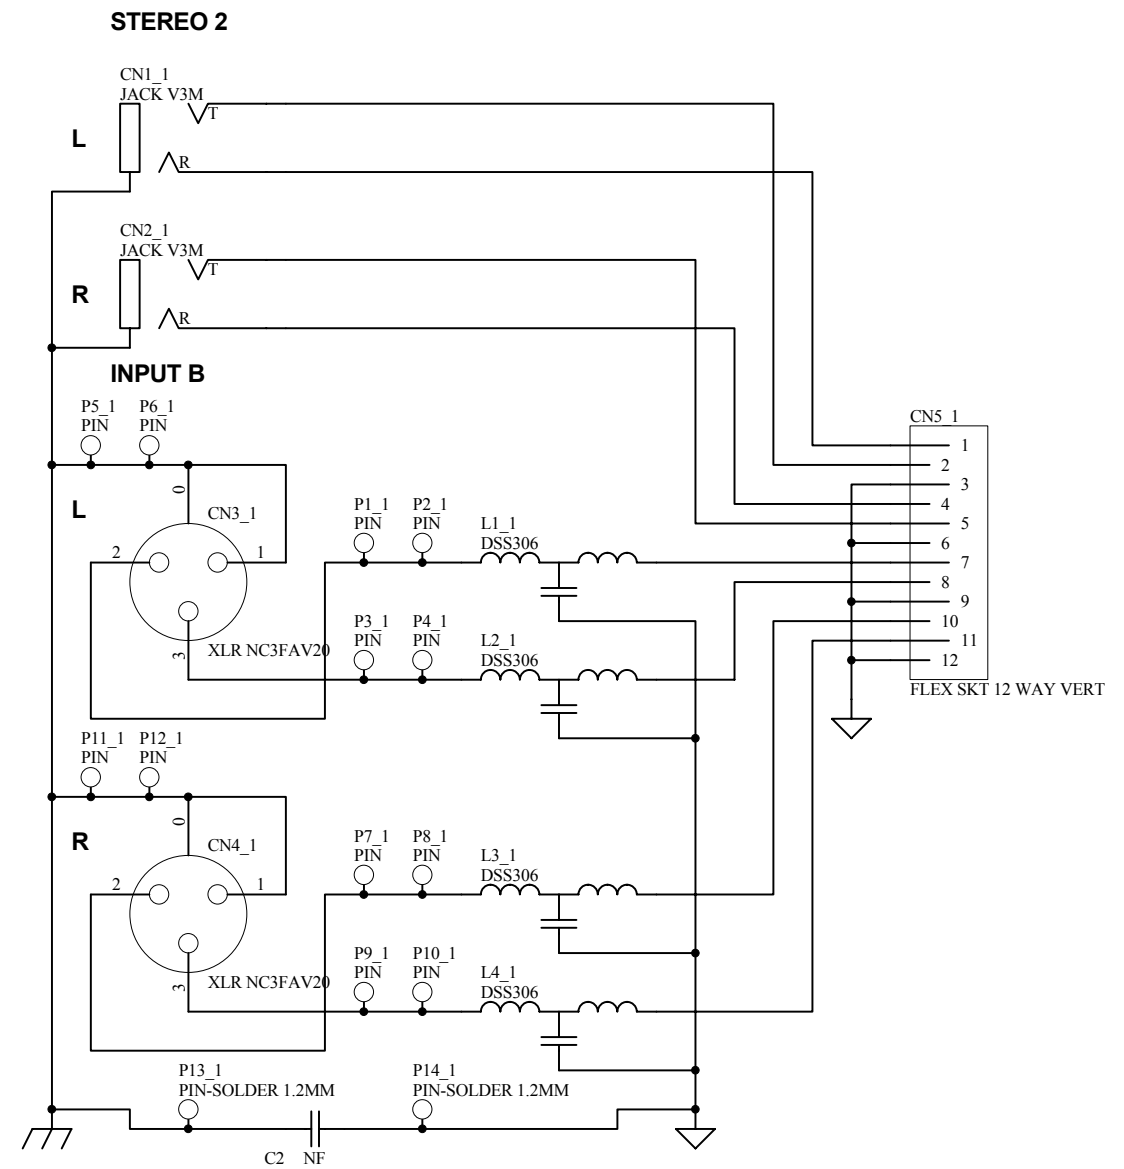 STEREO 2
CN1_1
JACK V3M
T
L
R
CN2_1
JACK V3M
T
R
R
INPUT B
P5_1 P6_1
PIN PIN
CN5_1
1
2
3
4
5
6
7
8
9
10
11
12
FLEX SKT 12 WAY VERT
0
L
CN3_1
2 1
3
XLR NC3FAV20
P1_1 P2_1 L1_1
PIN PIN DSS306
P3_1 P4_1 L2_1
PIN PIN DSS306
P11_1 P12_1
PIN PIN
0
R
CN4_1
2 1
3
XLR NC3FAV20
P7_1 P8_1 L3_1
PIN PIN DSS306
P9_1 P10_1 L4_1
PIN PIN DSS306
P13_1 P14_1
PIN-SOLDER 1.2MM PIN-SOLDER 1.2MM
C2 NF